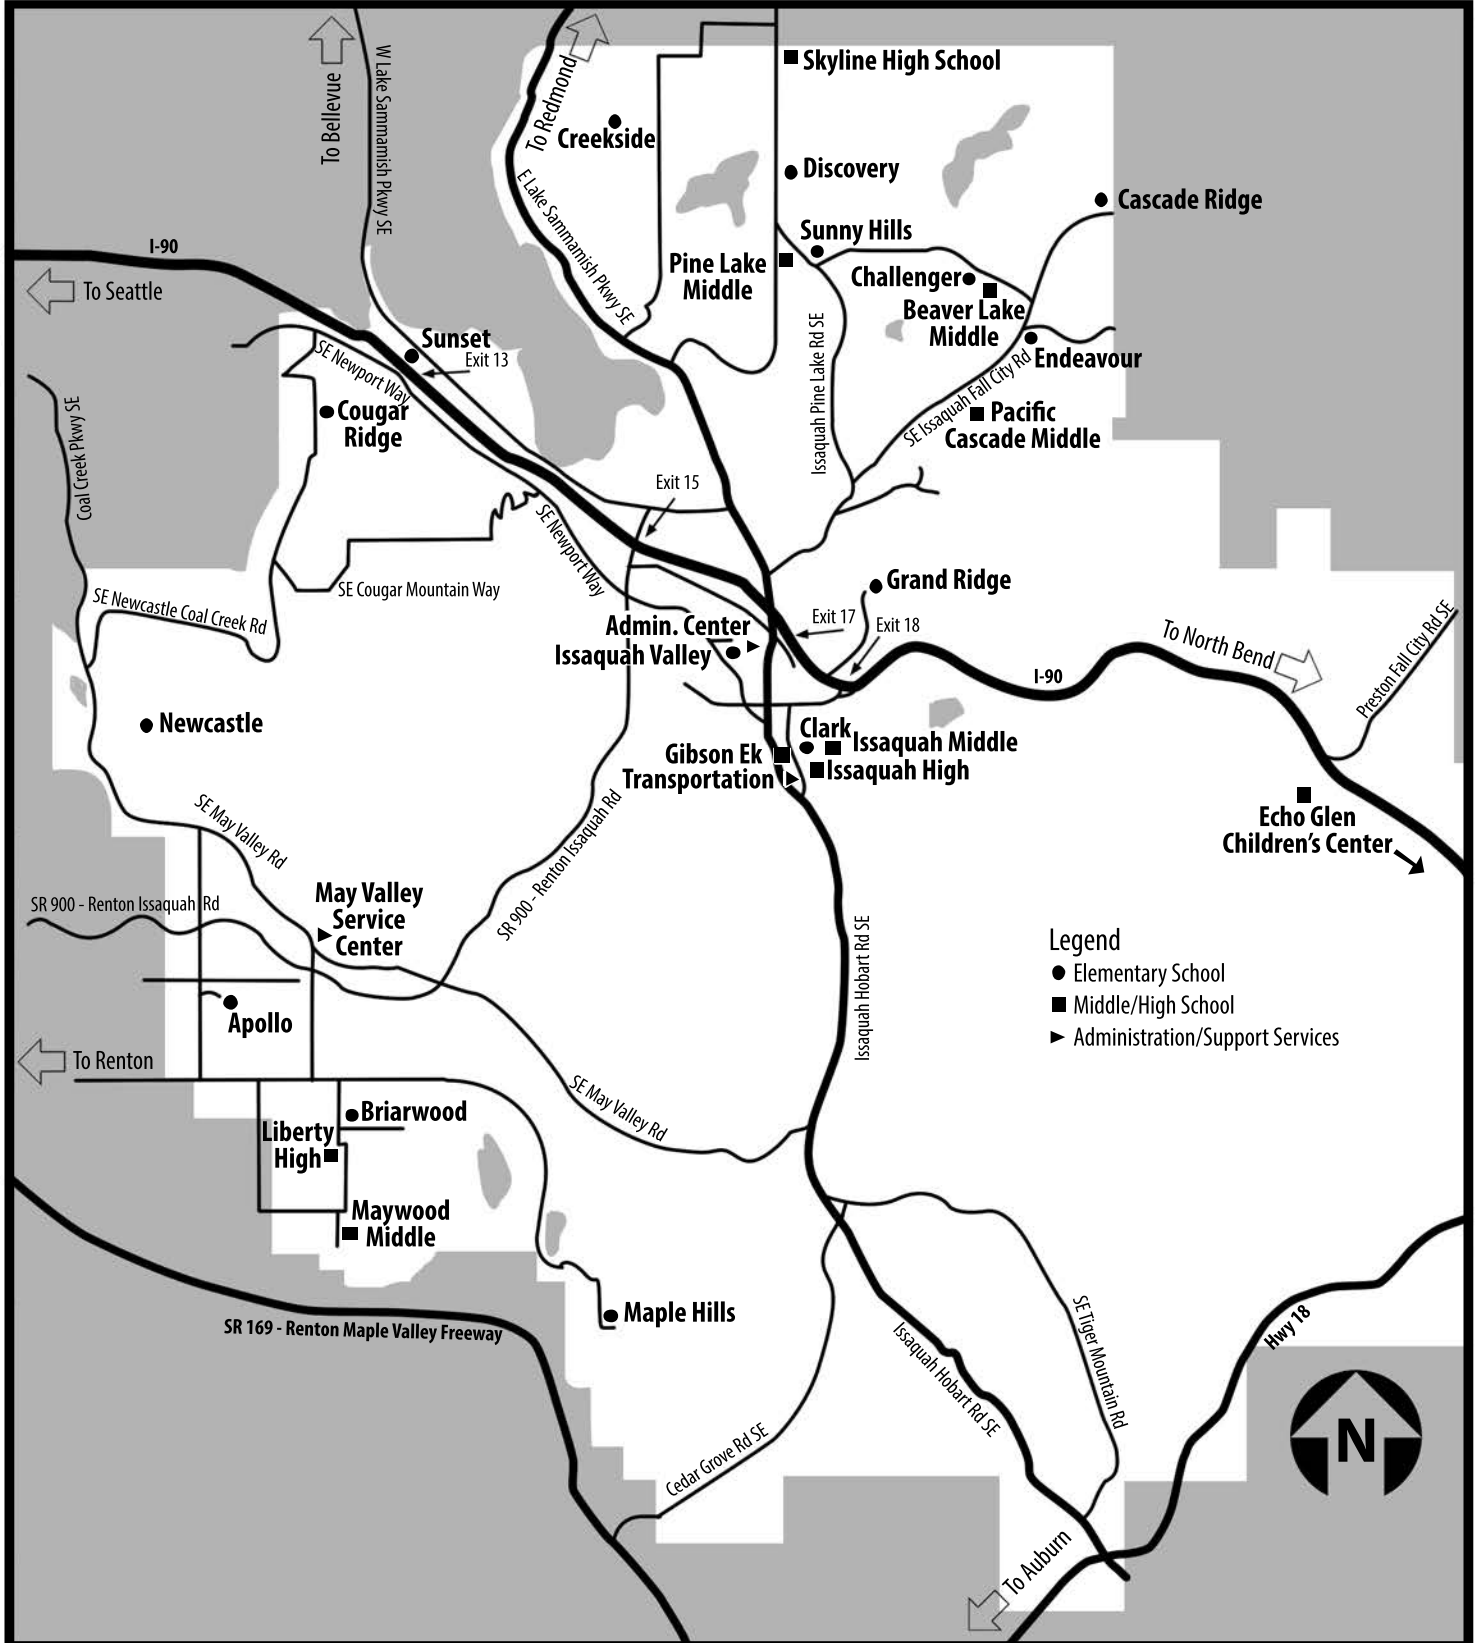 Skyline High School
To Bellevue
W Lake Sammamish Pkwy SE
To Redmond
Creekside
Discovery
E Lake Sammamish Pkwy SE
Cascade Ridge
Sunny Hills
I-90
Pine Lake
Middle
Challenger
To Seattle
Beaver Lake
Middle
Sunset
Exit 13
Issaquah Pine Lake Rd SE
Endeavour
SE Newport Way
SE Issaquah Fall City Rd
Cougar
Ridge
Pacific
Cascade Middle
Coal Creek Pkwy SE
Exit 15
SE Newport Way
SE Cougar Mountain Way
Grand Ridge
SE Newcastle Coal Creek Rd
Exit 17
Exit 18
Admin. Center
Issaquah Valley
To North Bend
Preston Fall City Rd SE
I-90
Newcastle
Clark
Issaquah Middle
Gibson Ek
Issaquah High
Transportation
SE May Valley Rd
SR 900 - Renton Issaquah Rd
Echo Glen
Children's Center
May Valley
Service
Center
SR 900 - Renton Issaquah Rd
Issaquah Hobart Rd SE
Legend
Elementary School
Middle/High School
Administration/Support Services
Apollo
To Renton
SE May Valley Rd
Briarwood
Liberty
High
Maywood
Middle
Maple Hills
SR 169 - Renton Maple Valley Freeway
SE Tiger Mountain Rd
Hwy 18
Issaquah Hobart Rd SE
N
Cedar Grove Rd SE
To Auburn